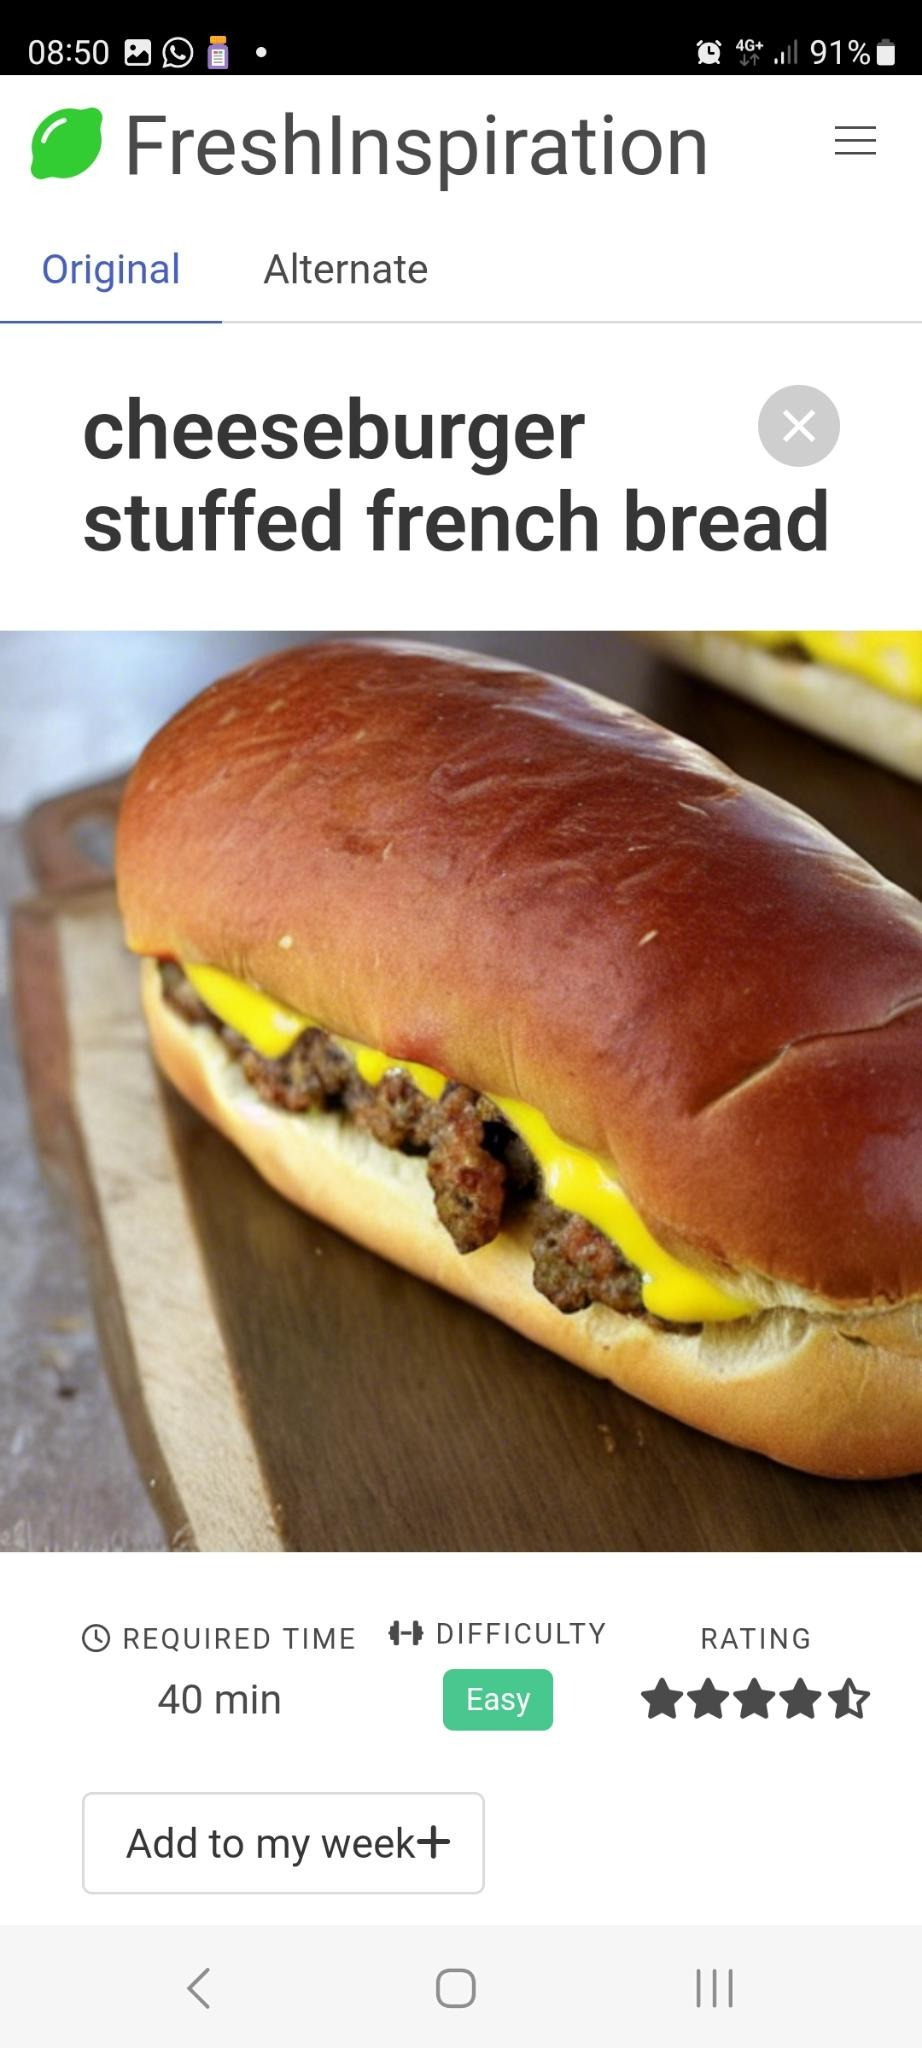 08:50
4G+
91%
FreshInspiration
Original
Alternate
cheeseburger
stuffed french bread
REQUIRED TIME
DIFFICULTY
RATING
40 min
Easy
Add to my week+